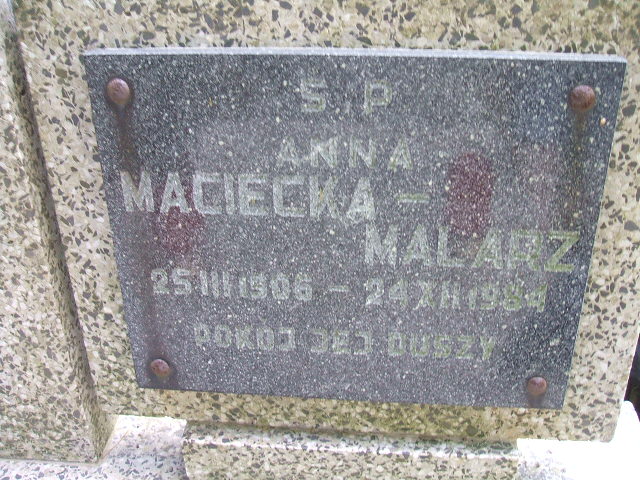 Ś.P
ANNA
MACIECKA –
MALARZ
25 III 1906 – 24 XII 1984
POKÓJ JEJ DUSZY